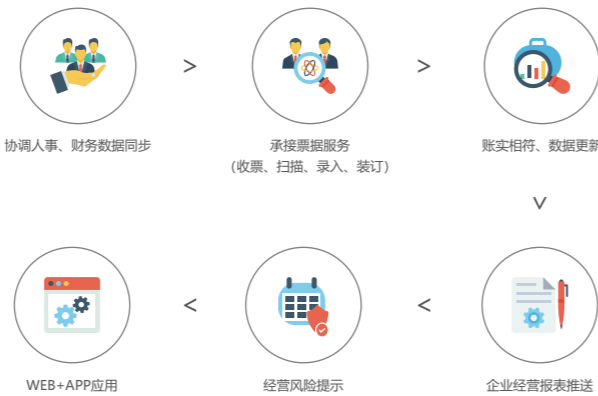 协调人事、财务数据同步
>
承接票据服务
(收票、扫描、录入、装订)
>
账实相符、数据更新
>
企业经营报表推送
<
经营风险提示
<
WEB+APP应用